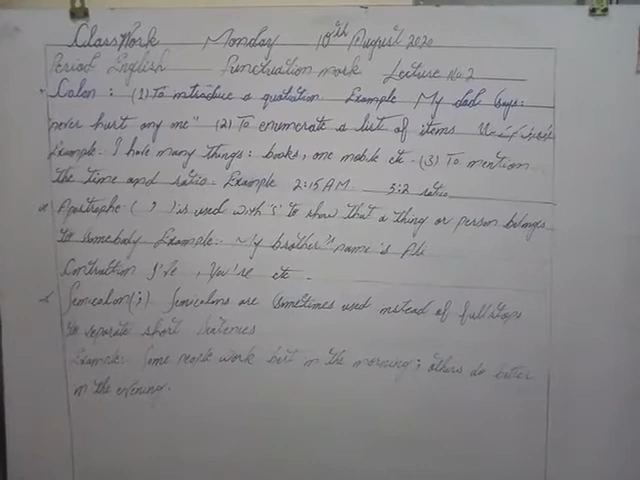 ClassWork Monday 10th August 2020
Period English Punctuation mark Lecture No.2
Colon : (1) To introduce a quotation Example My dad says:
"never hurt any one" (2) To enumerate a list of items
Example. I have many things: books, one mobile etc. (3) To mention
the time and ratio. Example 2:15 AM 5:2 ratio
Apostrophe ( ' ) is used with 's' to show that a thing or person belongs
to somebody Example. My brother's name is Ali
Contruction I've, You're etc.
Semicolon (;) Semicolons are sometimes used instead of full stops
to separate short sentences
Example: Some people work best in the morning; others do better
in the evening.